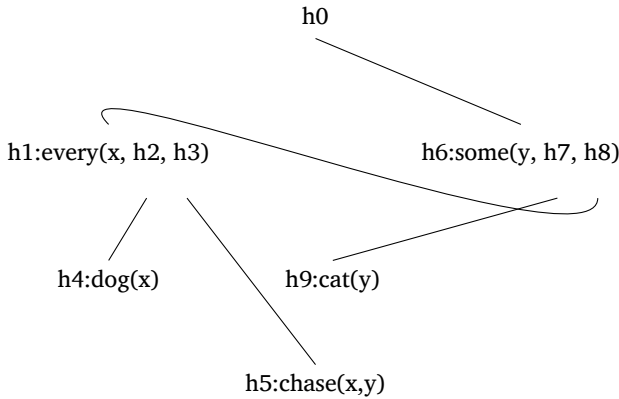 h0
h1:every(x, h2, h3)
h6:some(y, h7, h8)
h4:dog(x)
h9:cat(y)
h5:chase(x,y)